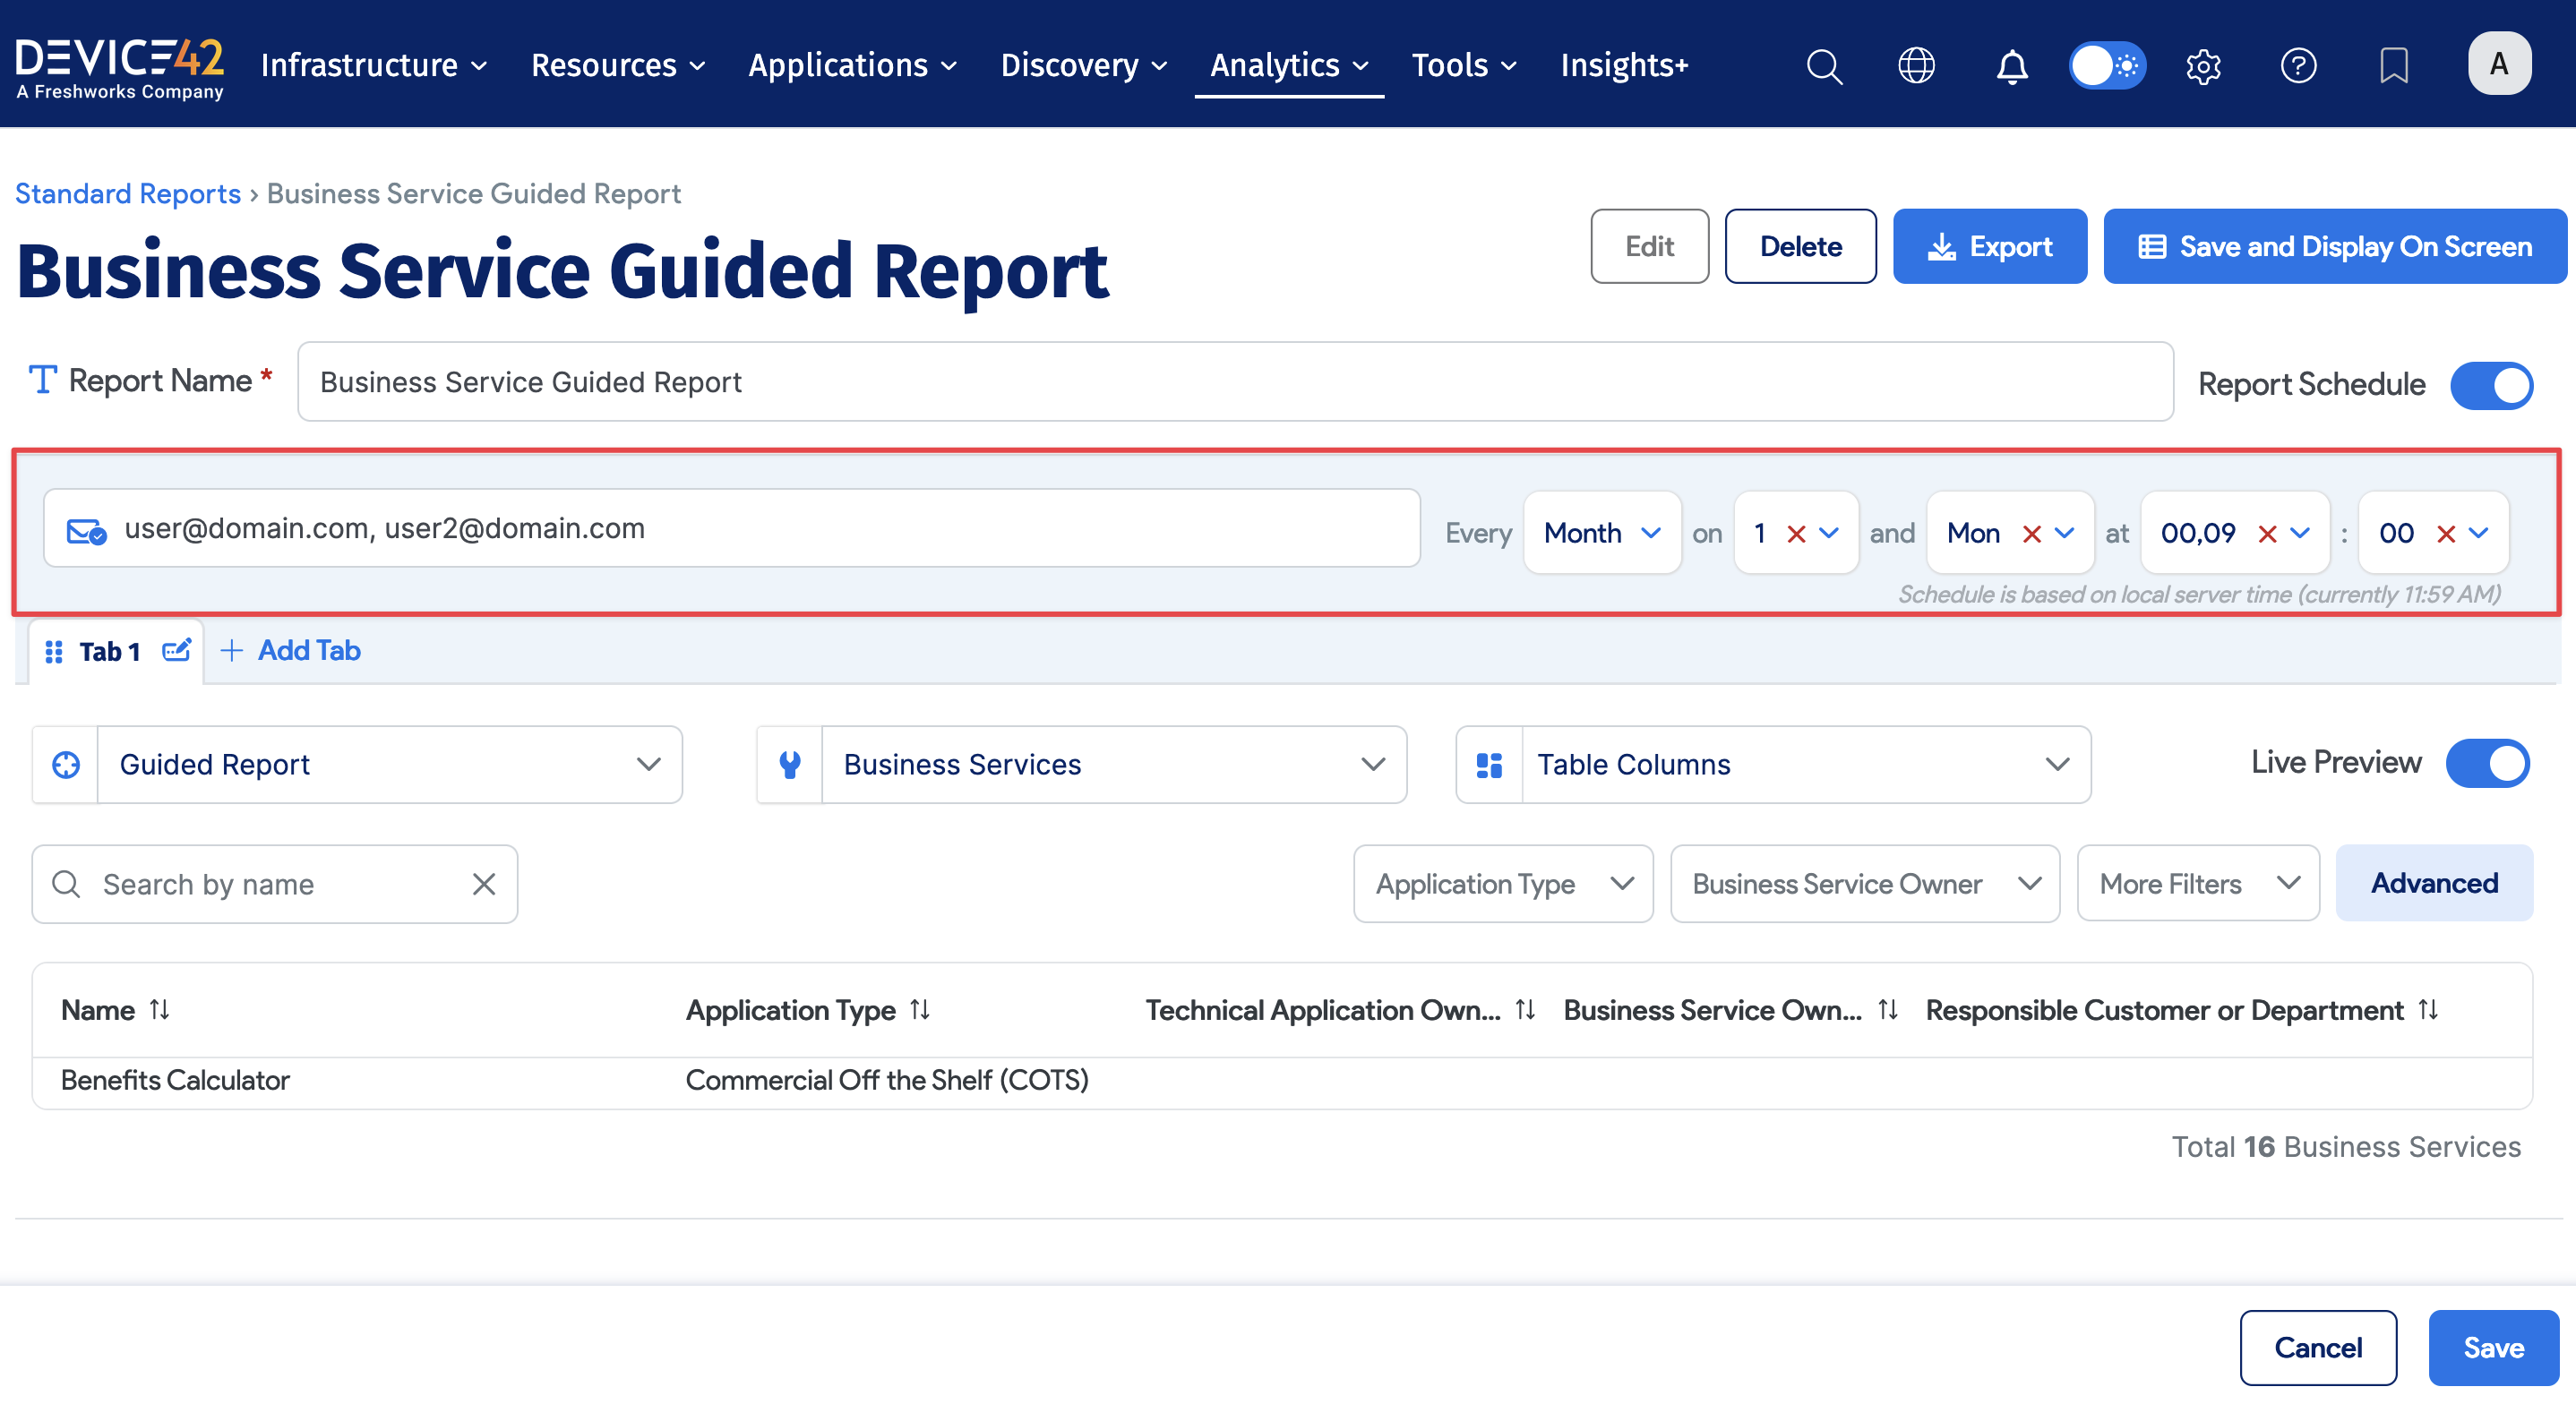 DEVICE42
A Freshworks Company
Infrastructure Resources Applications Discovery Analytics Tools Insights+ A
Standard Reports › Business Service Guided Report
Business Service Guided Report
Edit Delete Export Save and Display On Screen
Report Name * Business Service Guided Report Report Schedule
user@domain.com, user2@domain.com Every Month on 1 and Mon at 00,09 : 00
Schedule is based on local server time (currently 11:59 AM)
Tab 1 + Add Tab
Guided Report Business Services Table Columns Live Preview
Search by name Application Type Business Service Owner More Filters Advanced
Name Application Type Technical Application Own... Business Service Own... Responsible Customer or Department
Benefits Calculator Commercial Off the Shelf (COTS)
Total 16 Business Services
Cancel Save